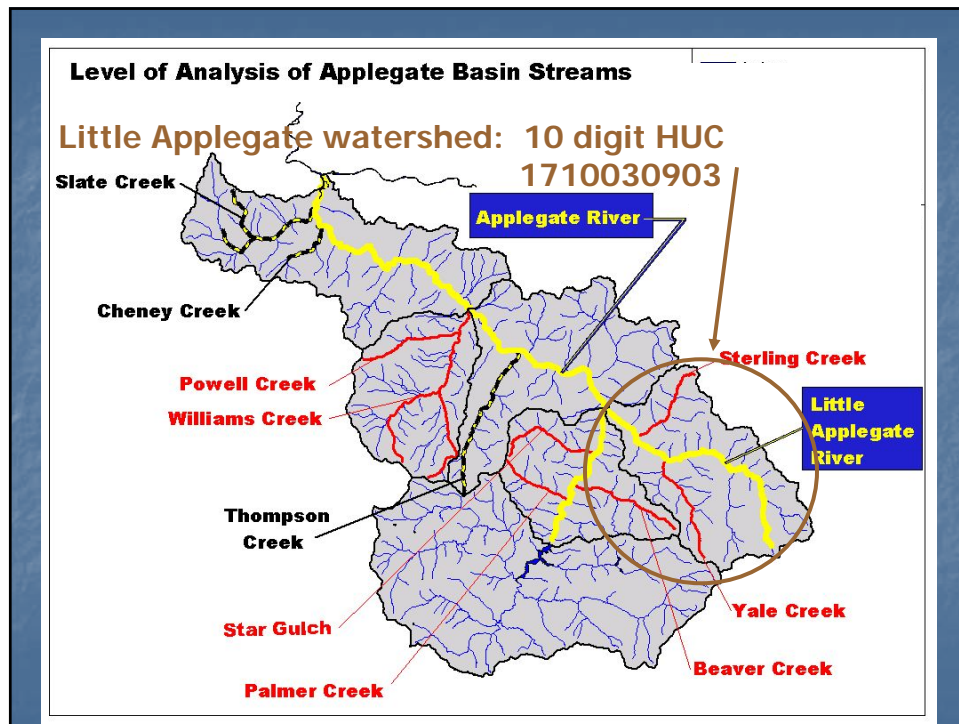 Level of Analysis of Applegate Basin Streams
Little Applegate watershed: 10 digit HUC
1710030903
Slate Creek
Applegate River
Cheney Creek
Sterling Creek
Powell Creek
Williams Creek
Little
Applegate
River
Thompson
Creek
Yale Creek
Star Gulch
Beaver Creek
Palmer Creek